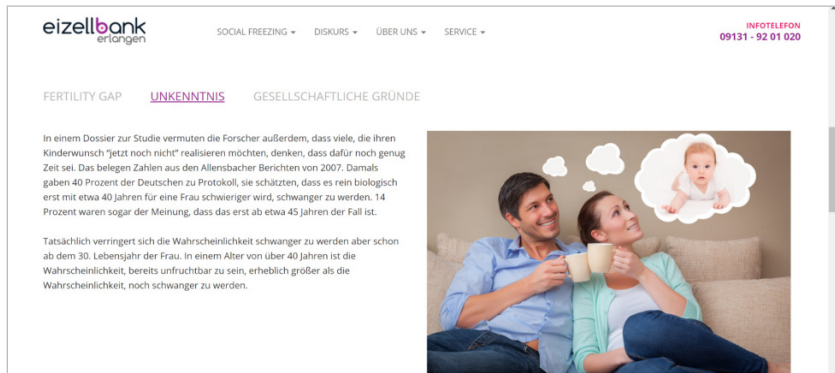 eizellbank
erlangen
SOCIAL FREEZING
DISKURS
ÜBER UNS
SERVICE
INFOTELEFON
09131 - 92 01 020
FERTILITY GAP
UNKENNTNIS
GESELLSCHAFTLICHE GRÜNDE
In einem Dossier zur Studie vermuten die Forscher außerdem, dass viele, die ihren
Kinderwunsch "jetzt noch nicht" realisieren möchten, denken, dass dafür noch genug
Zeit sei. Das belegen Zahlen aus den Allensbacher Berichten von 2007. Damals
gaben 40 Prozent der Deutschen zu Protokoll, sie schätzten, dass es rein biologisch
erst mit etwa 40 Jahren für eine Frau schwieriger wird, schwanger zu werden. 14
Prozent waren sogar der Meinung, dass das erst ab etwa 45 Jahren der Fall ist.
Tatsächlich verringert sich die Wahrscheinlichkeit schwanger zu werden aber schon
ab dem 30. Lebensjahr der Frau. In einem Alter von über 40 Jahren ist die
Wahrscheinlichkeit, bereits unfruchtbar zu sein, erheblich größer als die
Wahrscheinlichkeit, noch schwanger zu werden.